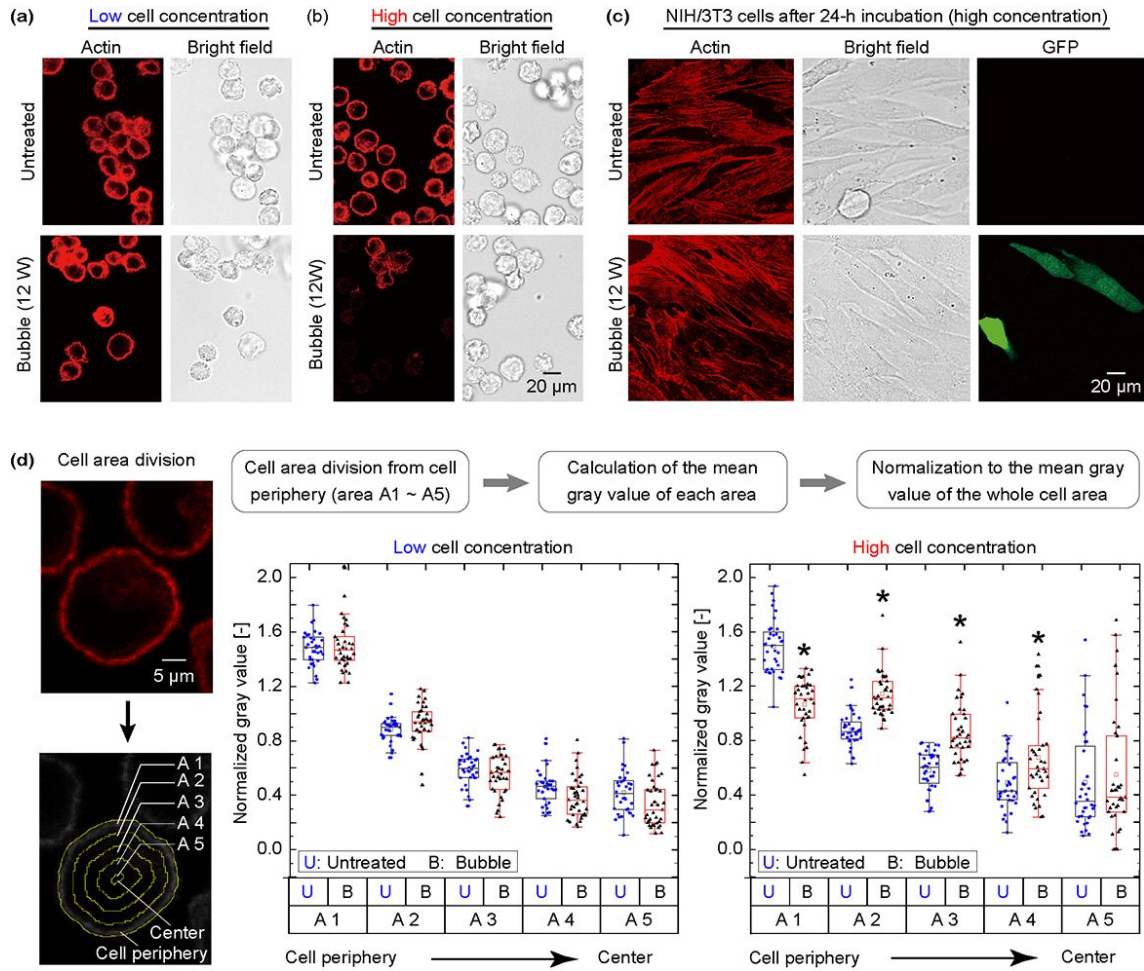 (a) Low cell concentration
Actin Bright field
Untreated
Bubble (12 W)
(b) High cell concentration
Actin Bright field
Untreated
Bubble (12W)
20 μm
(c) NIH/3T3 cells after 24-h incubation (high concentration)
Actin Bright field GFP
Untreated
Bubble (12 W)
20 μm
(d) Cell area division
5 μm
A 1
A 2
A 3
A 4
A 5
Center
Cell periphery
Cell area division from cell
periphery (area A1 ~ A5)
Calculation of the mean
gray value of each area
Normalization to the mean gray
value of the whole cell area
Low cell concentration
Normalized gray value [-]
2.0
1.6
1.2
0.8
0.4
0.0
U: Untreated B: Bubble
U B U B U B U B U B
A 1 A 2 A 3 A 4 A 5
Cell periphery Center
High cell concentration
Normalized gray value [-]
2.0
1.6
1.2
0.8
0.4
0.0
* * * *
U: Untreated B: Bubble
U B U B U B U B U B
A 1 A 2 A 3 A 4 A 5
Cell periphery Center